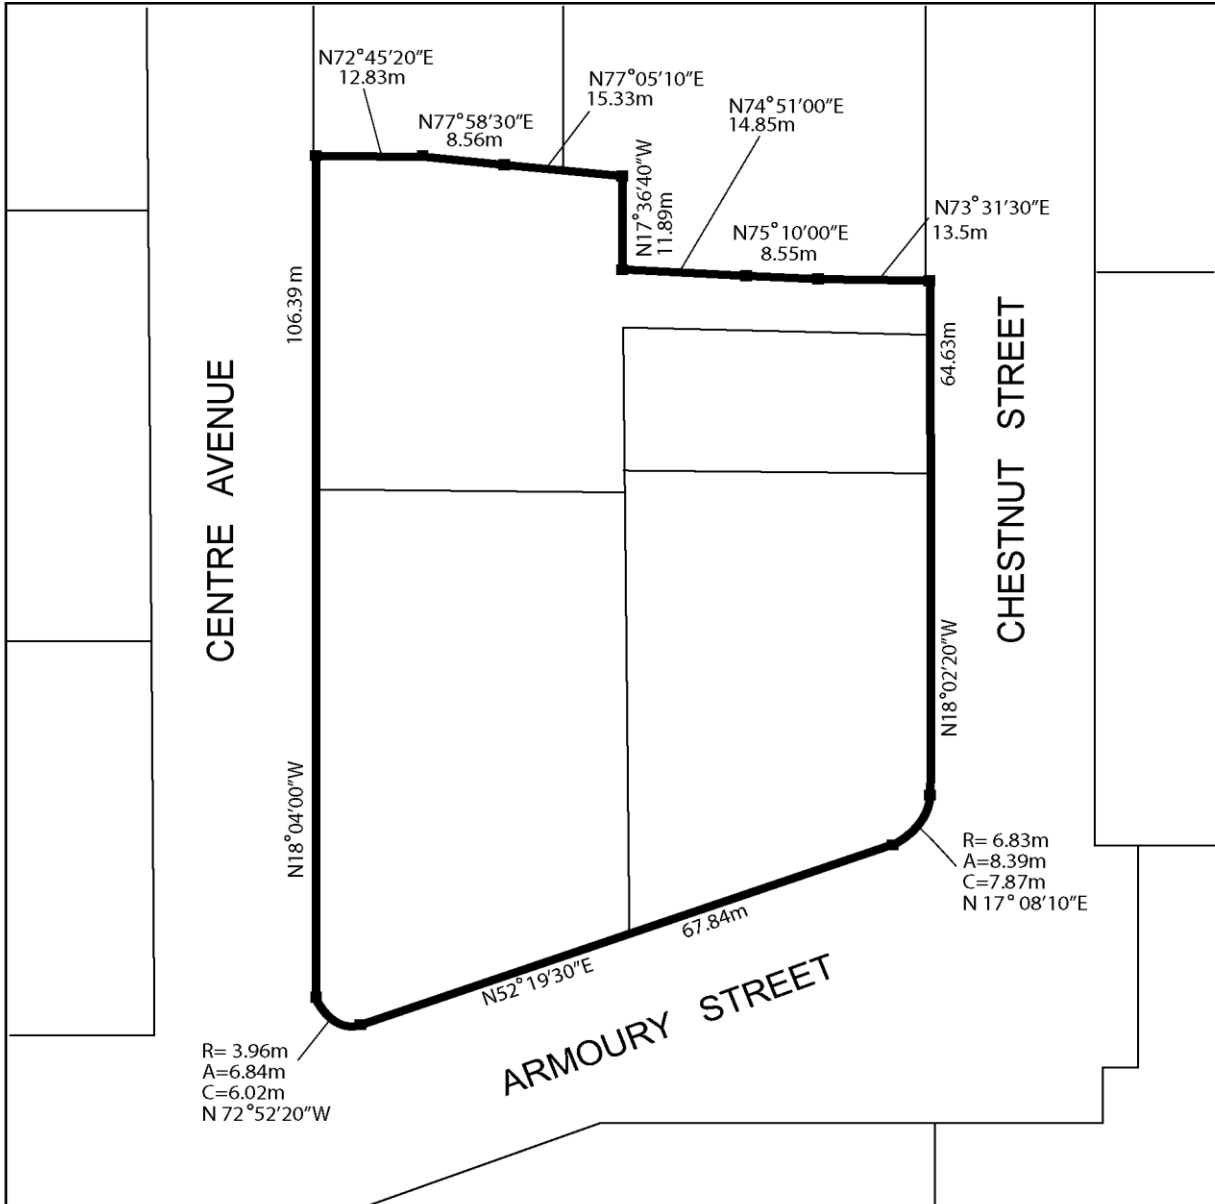 N72°45'20"E
12.83m
N77°58'30"E
8.56m
N77°05'10"E
15.33m
N74°51'00"E
14.85m
N17°36'40"W
11.89m
N75°10'00"E
8.55m
N73°31'30"E
13.5m
106.39 m
64.63m
CENTRE AVENUE
CHESTNUT STREET
N18°04'00"W
N18°02'20"W
R= 6.83m
A=8.39m
C=7.87m
N 17° 08'10"E
67.84m
N52°19'30"E
ARMOURY STREET
R= 3.96m
A=6.84m
C=6.02m
N 72°52'20"W